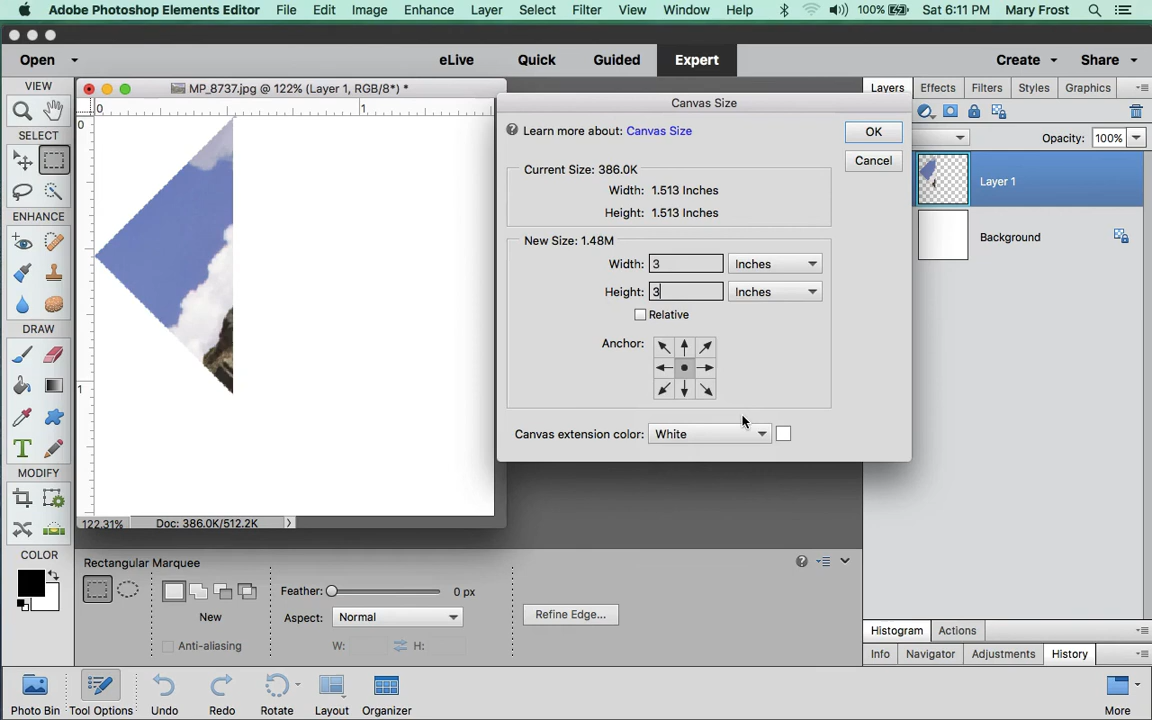 Adobe Photoshop Elements Editor File Edit Image Enhance Layer Select Filter View Window Help 100% Sat 6:11 PM Mary Frost
Open eLive Quick Guided Expert Create Share
VIEW
SELECT
ENHANCE
DRAW
MODIFY
COLOR
MP_8737.jpg @ 122% (Layer 1, RGB/8*) *
0 1
0
1
122.31% Doc: 386.0K/512.2K
Canvas Size
Learn more about: Canvas Size
OK
Cancel
Current Size: 386.0K
Width: 1.513 Inches
Height: 1.513 Inches
New Size: 1.48M
Width: 3 Inches
Height: 3 Inches
Relative
Anchor:
Canvas extension color: White
Layers Effects Filters Styles Graphics
Opacity: 100%
Layer 1
Background
Rectangular Marquee
New
Anti-aliasing
Feather: 0 px
Aspect: Normal
W: H:
Refine Edge...
Histogram Actions
Info Navigator Adjustments History
Photo Bin Tool Options Undo Redo Rotate Layout Organizer More